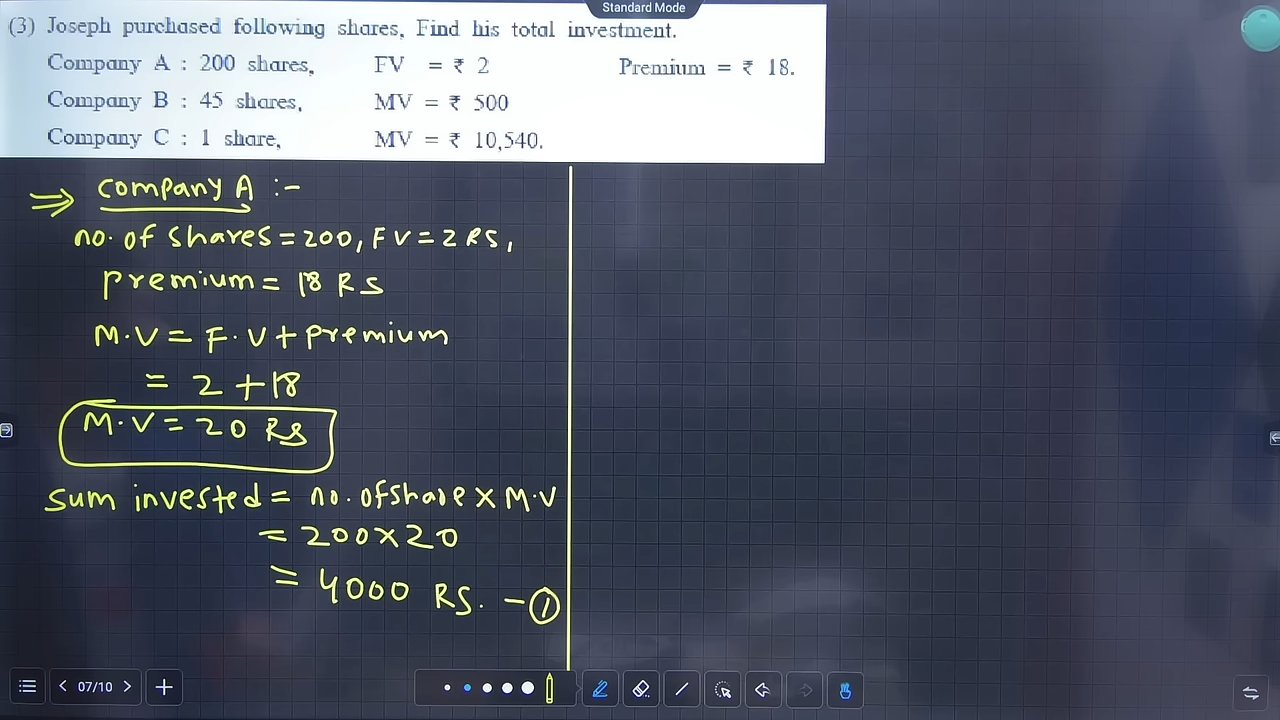 Standard Mode
(3) Joseph purchased following shares, Find his total investment.
Company A : 200 shares, FV = ₹ 2 Premium = ₹ 18.
Company B : 45 shares, MV = ₹ 500
Company C : 1 share, MV = ₹ 10,540.
⇒ Company A :-
no. of shares = 200, FV = 2 RS,
premium = 18 RS
M.V = F.V + premium
= 2 + 18
M.V = 20 RS
sum invested = no. of share × M.V
= 200 × 20
= 4000 RS. - ①
07/10